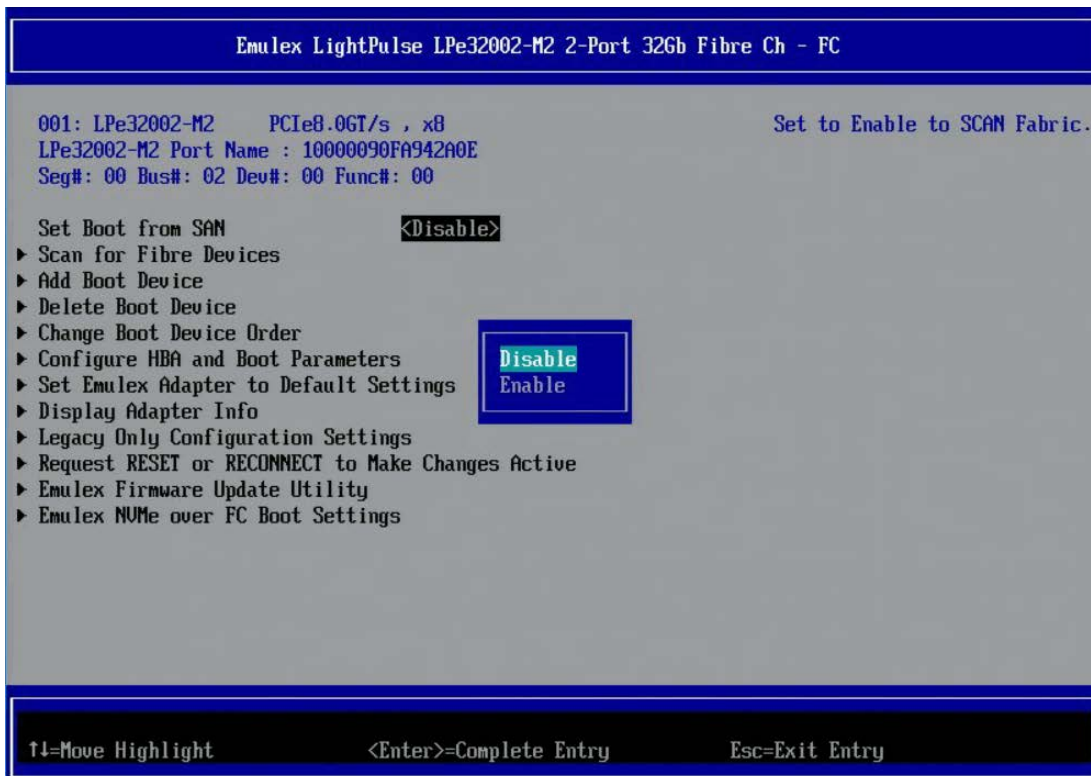 Emulex LightPulse LPe32002-M2 2-Port 32Gb Fibre Ch - FC
001: LPe32002-M2 PCIe8.0GT/s , x8
Set to Enable to SCAN Fabric.
LPe32002-M2 Port Name : 10000090FA942A0E
Seg#: 00 Bus#: 02 Dev#: 00 Func#: 00
Set Boot from SAN <Disable>
▶ Scan for Fibre Devices
▶ Add Boot Device
▶ Delete Boot Device
▶ Change Boot Device Order
▶ Configure HBA and Boot Parameters
▶ Set Emulex Adapter to Default Settings
▶ Display Adapter Info
▶ Legacy Only Configuration Settings
▶ Request RESET or RECONNECT to Make Changes Active
▶ Emulex Firmware Update Utility
▶ Emulex NVMe over FC Boot Settings
Disable
Enable
↑↓=Move Highlight <Enter>=Complete Entry Esc=Exit Entry